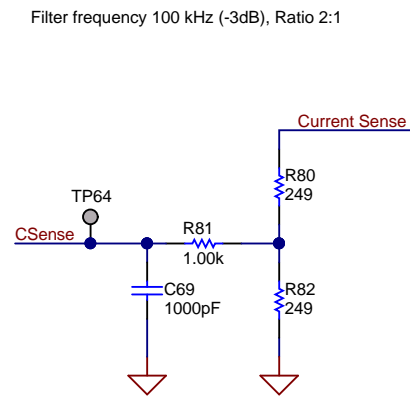 Filter frequency 100 kHz (-3dB), Ratio 2:1
Current Sense
R80
249
TP64
R81
CSense
1.00k
C69
1000pF
R82
249